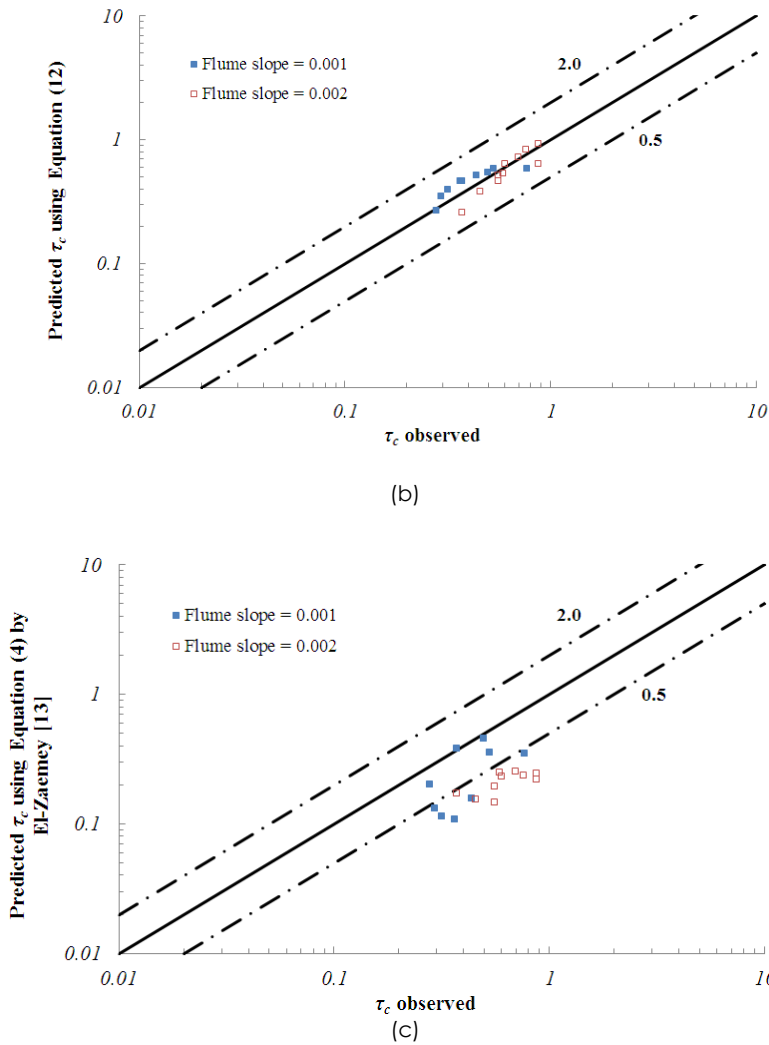 10
Flume slope = 0.001
2.0
Flume slope = 0.002
1
0.5
0.1
0.01
Predicted τc using Equation (12)
0.01
0.1
1
10
τc observed
(b)
10
Flume slope = 0.001
2.0
Flume slope = 0.002
1
0.5
0.1
0.01
Predicted τc using Equation (4) by
El-Zaemey [13]
0.01
0.1
1
10
τc observed
(c)